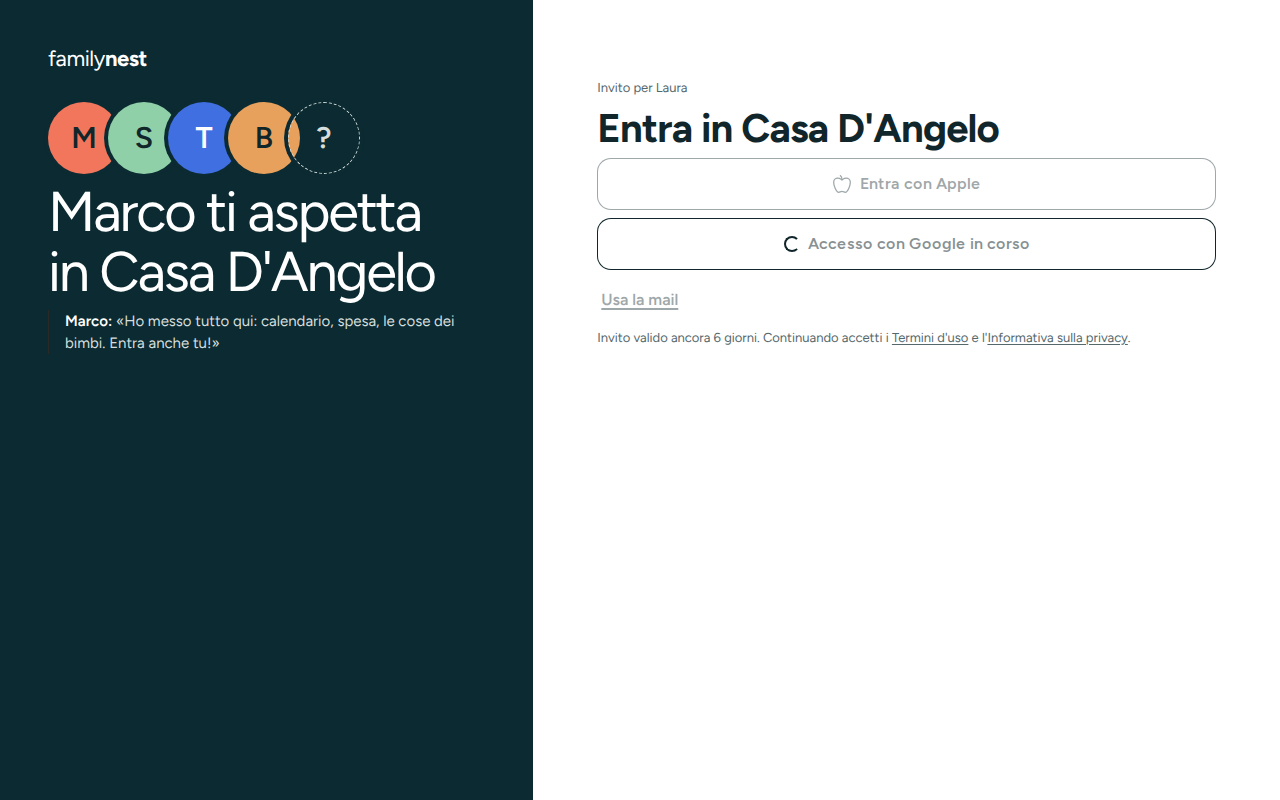 familynest
M S T B ?
Marco ti aspetta
in Casa D'Angelo
Marco: «Ho messo tutto qui: calendario, spesa, le cose dei
bimbi. Entra anche tu!»
Invito per Laura
Entra in Casa D'Angelo
Entra con Apple
Accesso con Google in corso
Usa la mail
Invito valido ancora 6 giorni. Continuando accetti i Termini d'uso e l'Informativa sulla privacy.